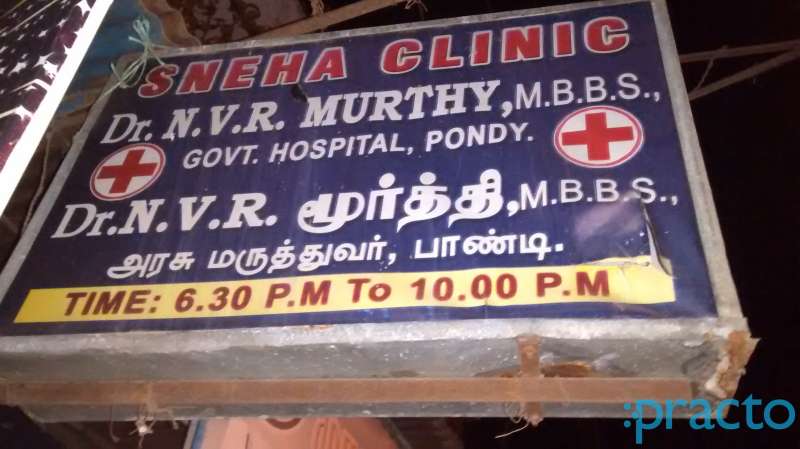 SNEHA CLINIC
Dr. N.V.R. MURTHY, M.B.B.S.,
GOVT. HOSPITAL, PONDY.
Dr.N.V.R. மூர்த்தி, M.B.B.S.,
அரசு மருத்துவர், பாண்டி.
TIME: 6.30 P.M To 10.00 P.M
:practo